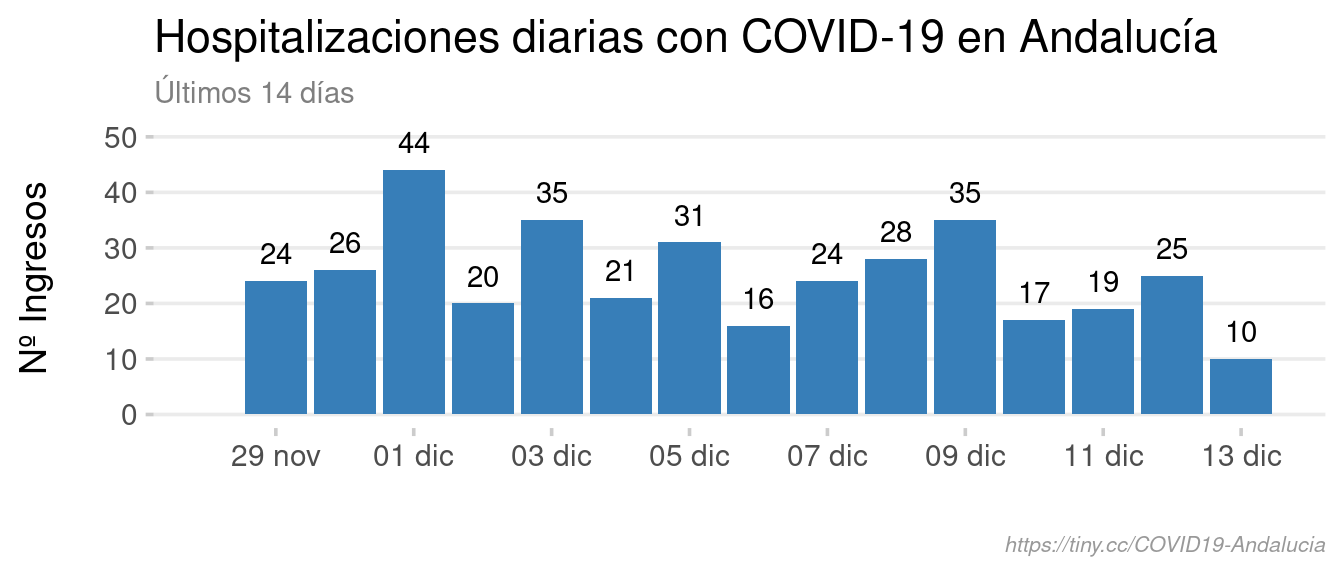 Hospitalizaciones diarias con COVID-19 en Andalucía
Últimos 14 días
Nº Ingresos
50
40
30
20
10
0
24
26
44
20
35
21
31
16
24
28
35
17
19
25
10
29 nov
01 dic
03 dic
05 dic
07 dic
09 dic
11 dic
13 dic
https://tiny.cc/COVID19-Andalucia